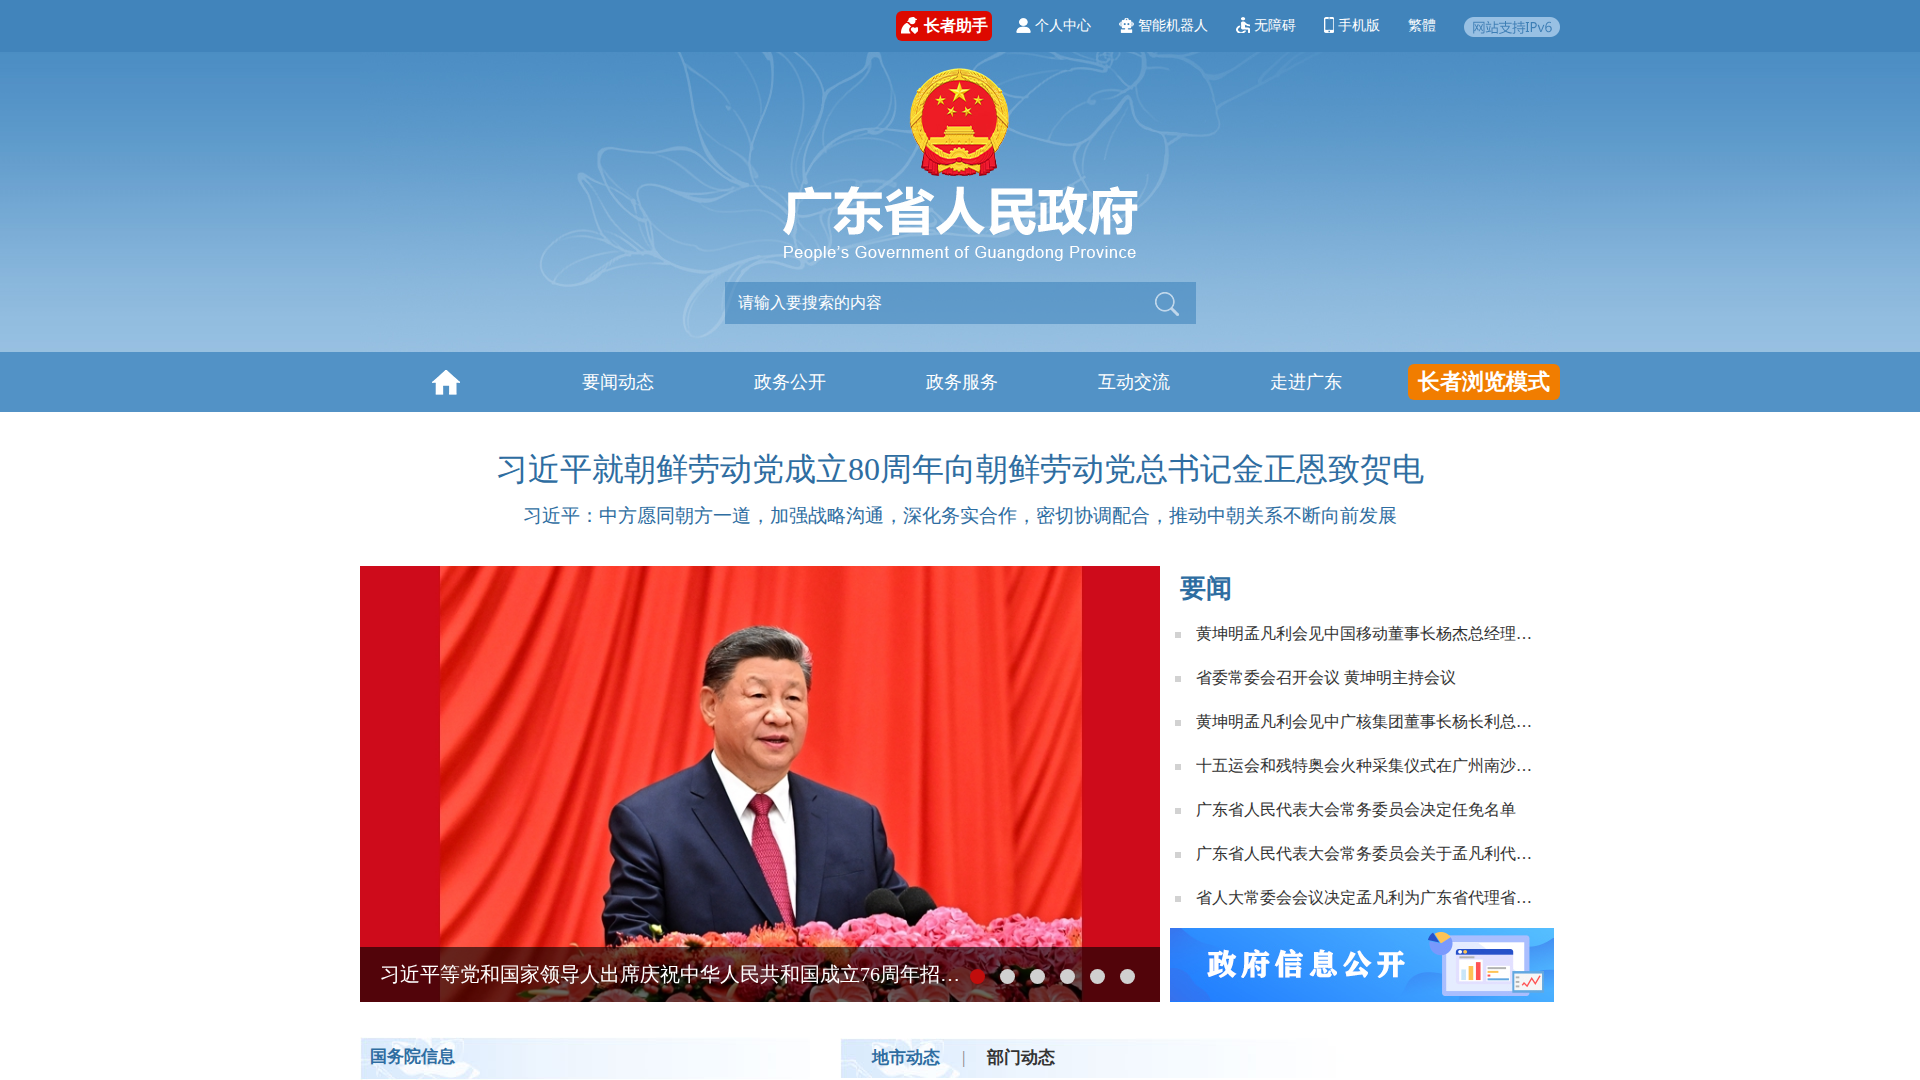 长者助手 个人中心 智能机器人 无障碍 手机版 繁體 网站支持IPv6
广东省人民政府
People's Government of Guangdong Province
请输入要搜索的内容
要闻动态 政务公开 政务服务 互动交流 走进广东 长者浏览模式
习近平就朝鲜劳动党成立80周年向朝鲜劳动党总书记金正恩致贺电
习近平：中方愿同朝方一道，加强战略沟通，深化务实合作，密切协调配合，推动中朝关系不断向前发展
习近平等党和国家领导人出席庆祝中华人民共和国成立76周年招…
要闻
黄坤明孟凡利会见中国移动董事长杨杰总经理…
省委常委会召开会议 黄坤明主持会议
黄坤明孟凡利会见中广核集团董事长杨长利总…
十五运会和残特奥会火种采集仪式在广州南沙…
广东省人民代表大会常务委员会决定任免名单
广东省人民代表大会常务委员会关于孟凡利代…
省人大常委会会议决定孟凡利为广东省代理省…
政府信息公开
国务院信息
地市动态 | 部门动态